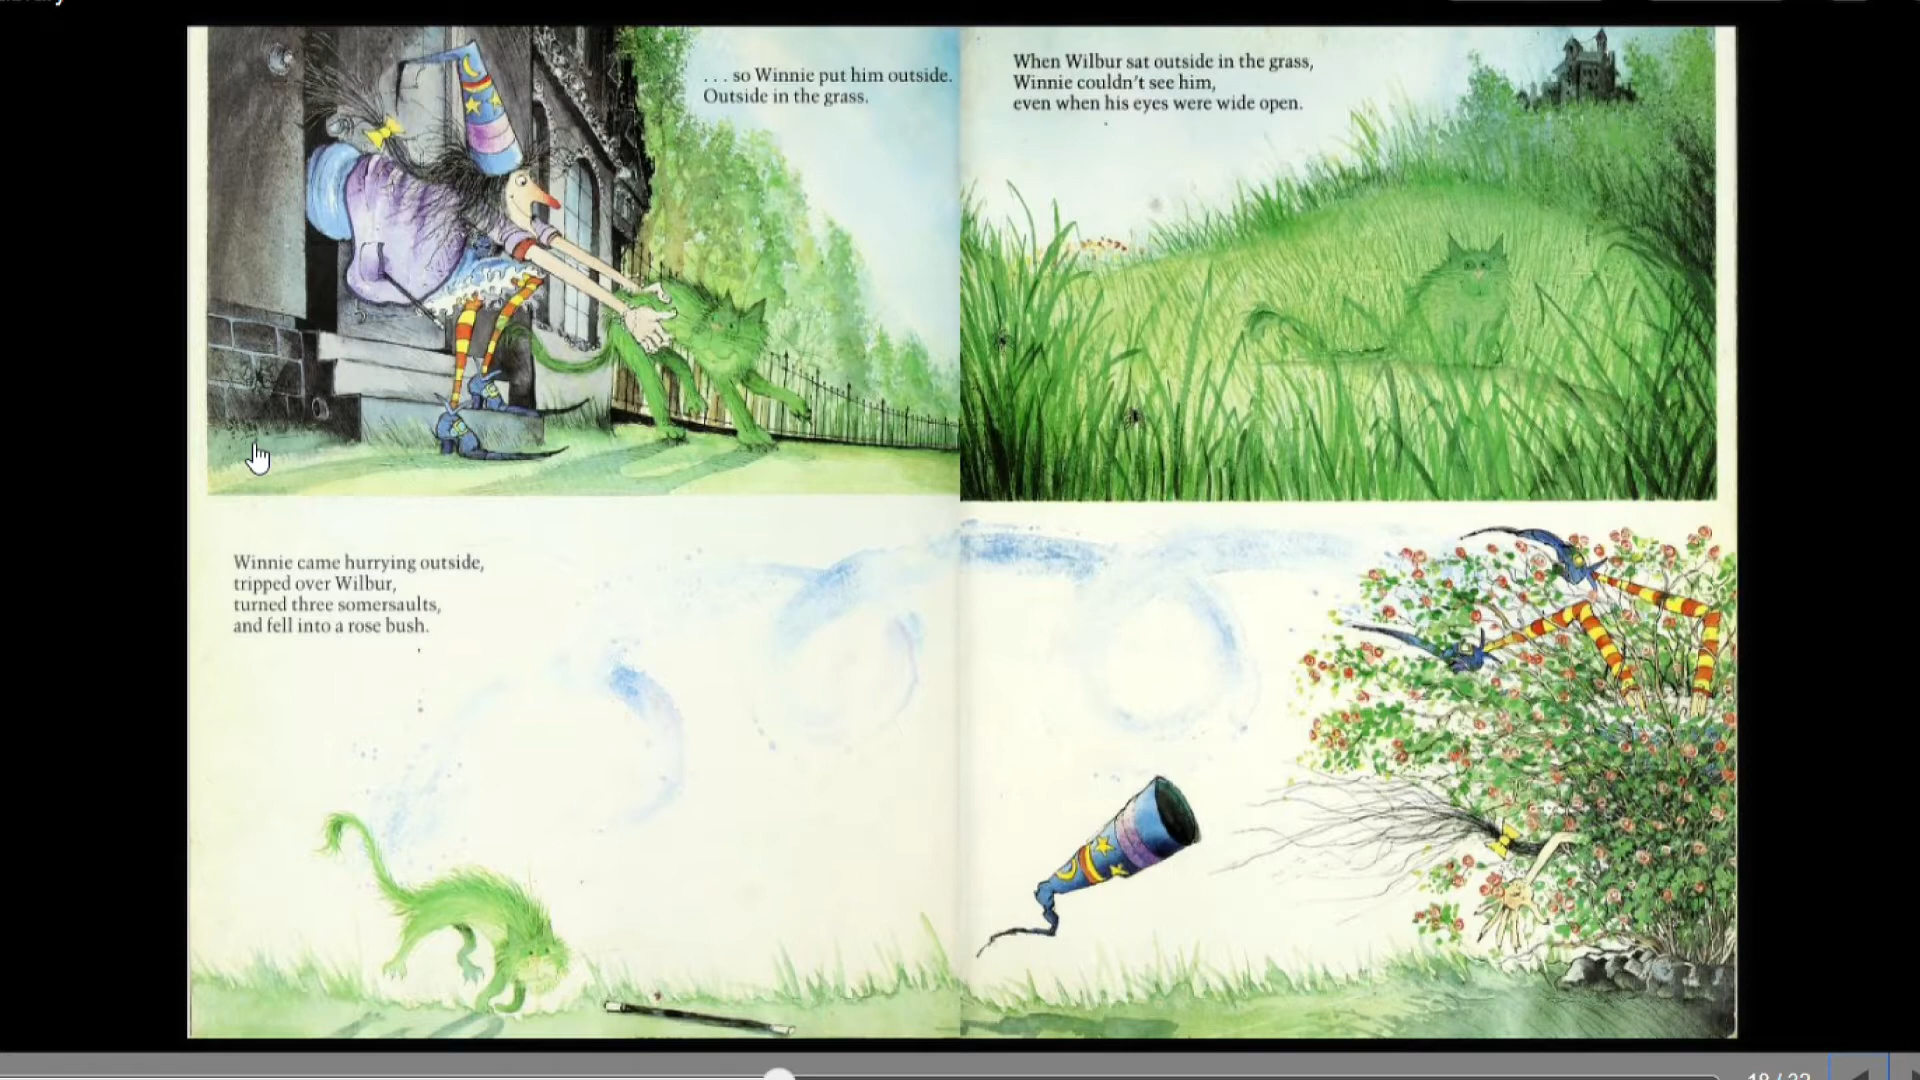 . . . so Winnie put him outside.
Outside in the grass.
When Wilbur sat outside in the grass,
Winnie couldn't see him,
even when his eyes were wide open.
Winnie came hurrying outside,
tripped over Wilbur,
turned three somersaults,
and fell into a rose bush.